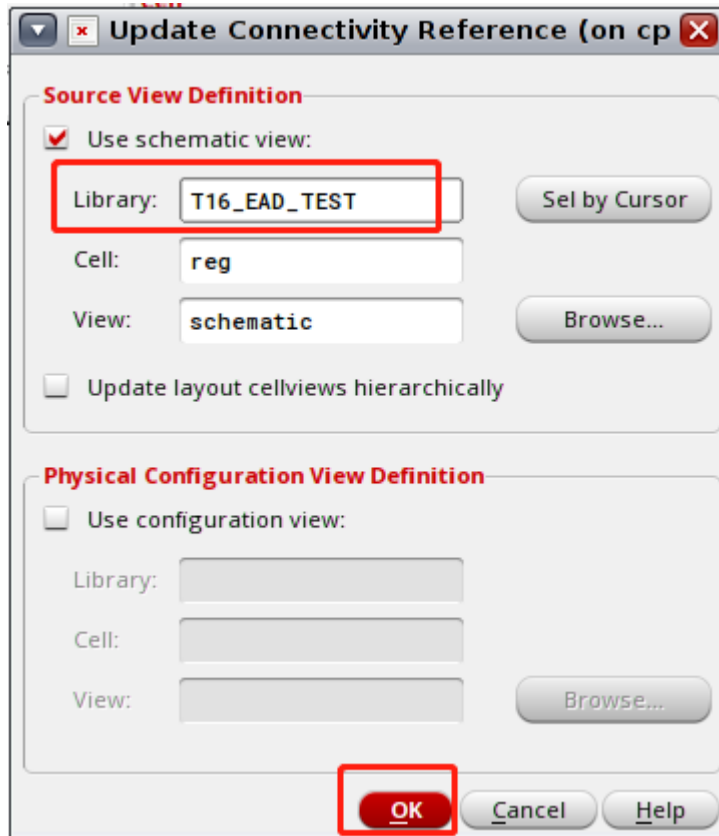 Update Connectivity Reference (on cp
Source View Definition
Use schematic view:
Library: T16_EAD_TEST Sel by Cursor
Cell: reg
View: schematic Browse...
Update layout cellviews hierarchically
Physical Configuration View Definition
Use configuration view:
Library:
Cell:
View: Browse...
OK Cancel Help